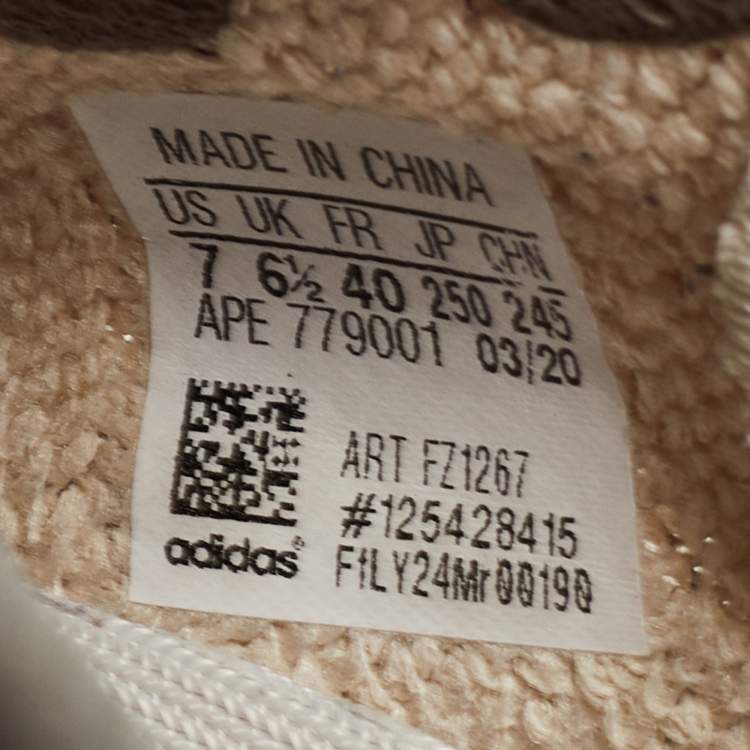 MADE IN CHINA
US UK FR JP CHN
7 6½ 40 250 245
APE 779001 03/20
ART FZ1267
#125428415
F1LY24Mr00190
adidas®